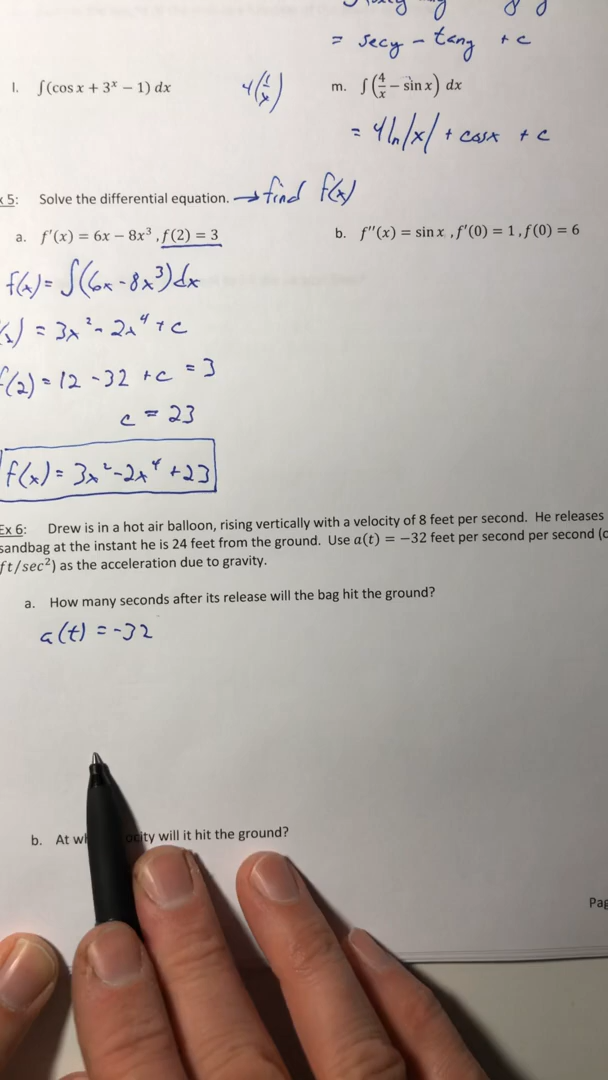 = secy - tany + c
l. ∫(cos x + 3ˣ − 1) dx
4(1/x)
m. ∫(4/x − sin x) dx
= 4ln|x| + cosx + c
x 5: Solve the differential equation. → find f(x)
a. f′(x) = 6x − 8x³ , f(2) = 3
b. f″(x) = sin x , f′(0) = 1 , f(0) = 6
f(x) = ∫(6x - 8x³)dx
x) = 3x² - 2x⁴ + c
f(2) = 12 - 32 + c = 3
c = 23
f(x) = 3x² - 2x⁴ + 23
Ex 6: Drew is in a hot air balloon, rising vertically with a velocity of 8 feet per second. He releases
sandbag at the instant he is 24 feet from the ground. Use a(t) = −32 feet per second per second (o
ft/sec²) as the acceleration due to gravity.
a. How many seconds after its release will the bag hit the ground?
a(t) = -32
b. At wh ocity will it hit the ground?
Pag